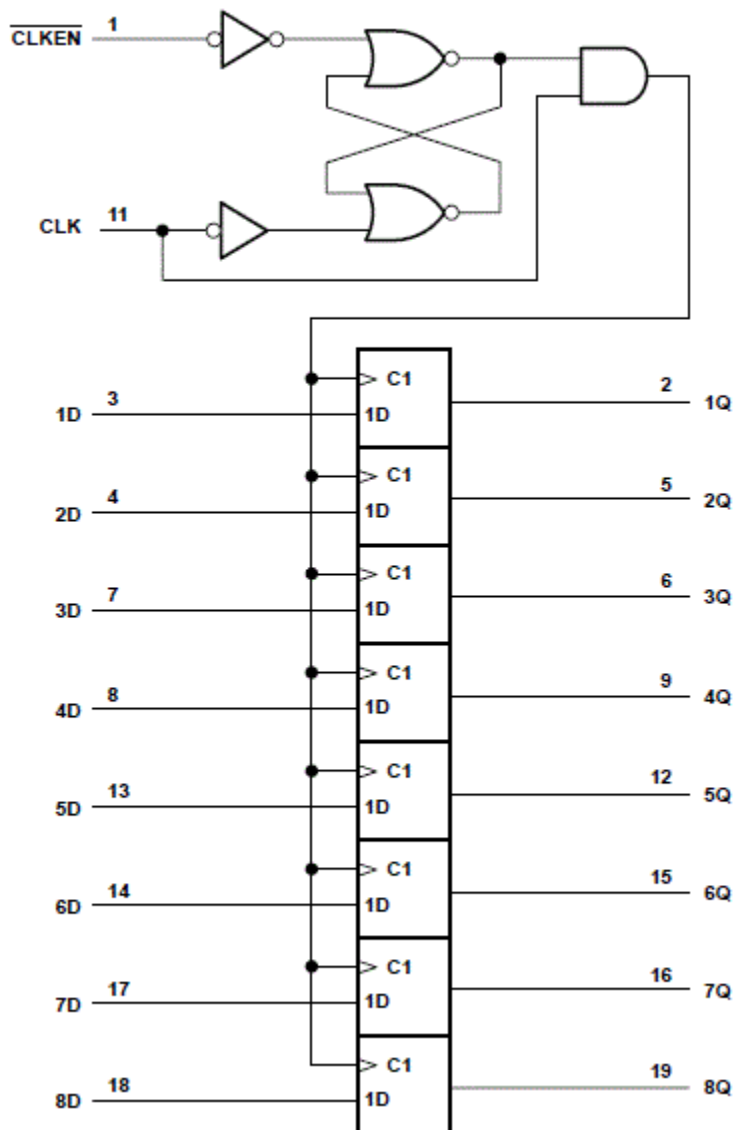 CLKEN 1
CLK 11
C1
1D 3 1D 2 1Q
C1
2D 4 1D 5 2Q
C1
3D 7 1D 6 3Q
C1
4D 8 1D 9 4Q
C1
5D 13 1D 12 5Q
C1
6D 14 1D 15 6Q
C1
7D 17 1D 16 7Q
C1
8D 18 1D 19 8Q